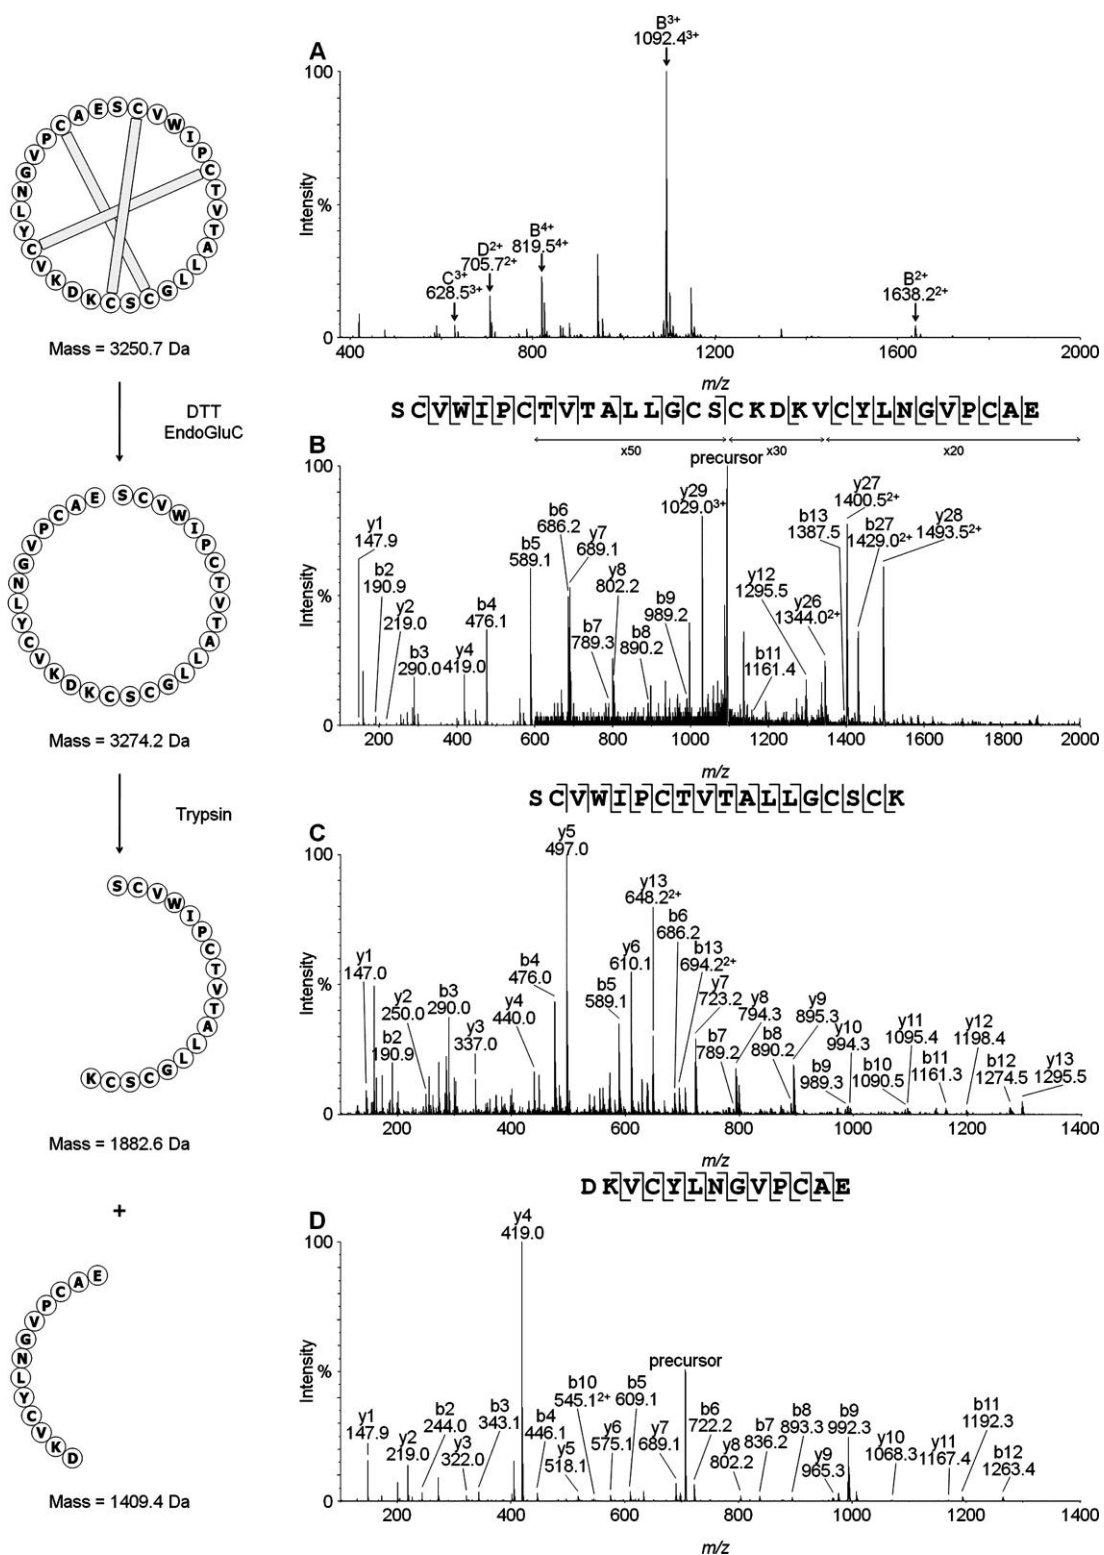 A
B3+
1092.43+
100
Intensity
%
0
C3+
628.53+
D2+
705.72+
B4+
819.54+
B2+
1638.22+
400
800
1200
1600
2000
m/z
S C V W I P C T V T A L L G C S C K D K V C Y L N G V P C A E
x50
x30
x20
B
precursor
100
Intensity
%
0
y1
147.9
b2
190.9
y2
219.0
b3
290.0
y4
419.0
b4
476.1
b5
589.1
b6
686.2
y7
689.1
b7
789.3
y8
802.2
b8
890.2
b9
989.2
y29
1029.03+
b11
1161.4
y12
1295.5
y26
1344.02+
b13
1387.5
y27
1400.52+
b27
1429.02+
y28
1493.52+
200
400
600
800
1000
1200
1400
1600
1800
2000
m/z
S C V W I P C T V T A L L G C S C K
C
100
Intensity
%
0
y1
147.0
b2
190.9
y2
250.0
b3
290.0
y3
337.0
y4
440.0
b4
476.0
y5
497.0
b5
589.1
y6
610.1
y13
648.22+
b6
686.2
b13
694.22+
y7
723.2
b7
789.2
y8
794.3
b8
890.2
y9
895.3
b9
989.3
y10
994.3
b10
1090.5
y11
1095.4
b11
1161.3
y12
1198.4
b12
1274.5
y13
1295.5
200
400
600
800
1000
1200
1400
m/z
D K V C Y L N G V P C A E
D
100
Intensity
%
0
y1
147.9
y2
219.0
b2
244.0
y3
322.0
b3
343.1
y4
419.0
b4
446.1
y5
518.1
b10
545.12+
y6
575.1
b5
609.1
y7
689.1
precursor
b6
722.2
y8
802.2
b7
836.2
b8
893.3
y9
965.3
b9
992.3
y10
1068.3
y11
1167.4
b11
1192.3
b12
1263.4
200
400
600
800
1000
1200
1400
m/z
S C V W I P C T V T A L L G C S C K D K V C Y L N G V P C A E
Mass = 3250.7 Da
DTT
EndoGluC
S C V W I P C T V T A L L G C S C K D K V C Y L N G V P C A E
Mass = 3274.2 Da
Trypsin
S C V W I P C T V T A L L G C S C K
Mass = 1882.6 Da
+
D K V C Y L N G V P C A E
Mass = 1409.4 Da